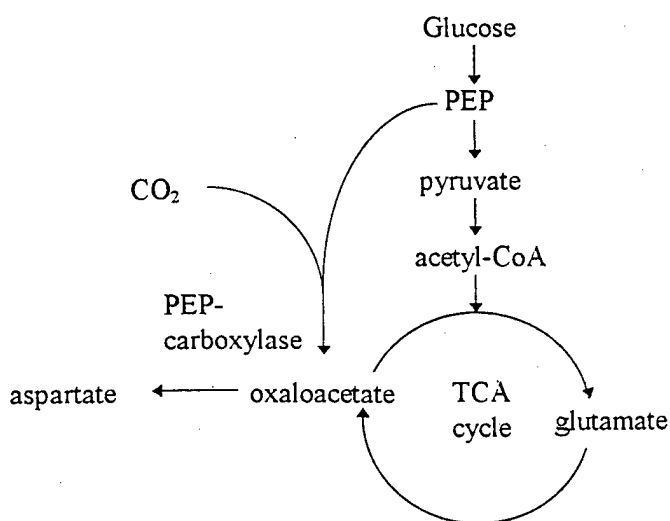 Glucose
PEP
pyruvate
CO₂
acetyl-CoA
PEP-
carboxylase
aspartate
oxaloacetate
TCA
cycle
glutamate